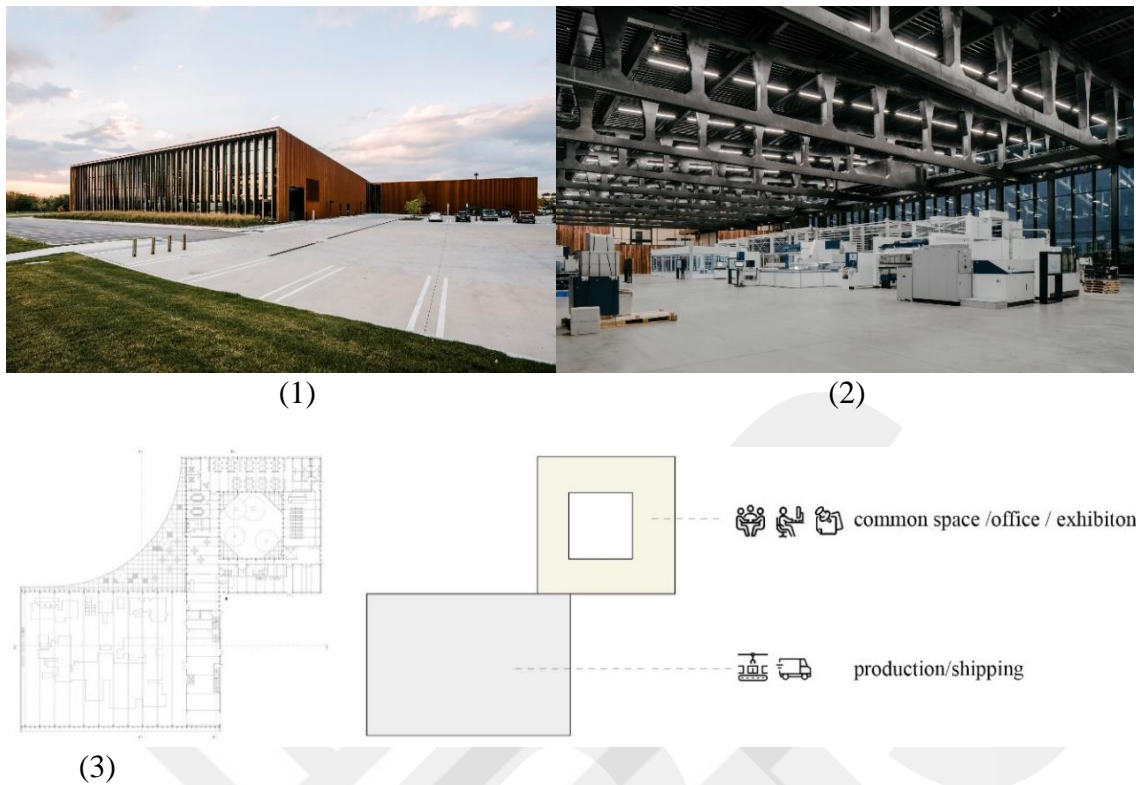 (1)
(2)
common space /office / exhibiton
production/shipping
(3)